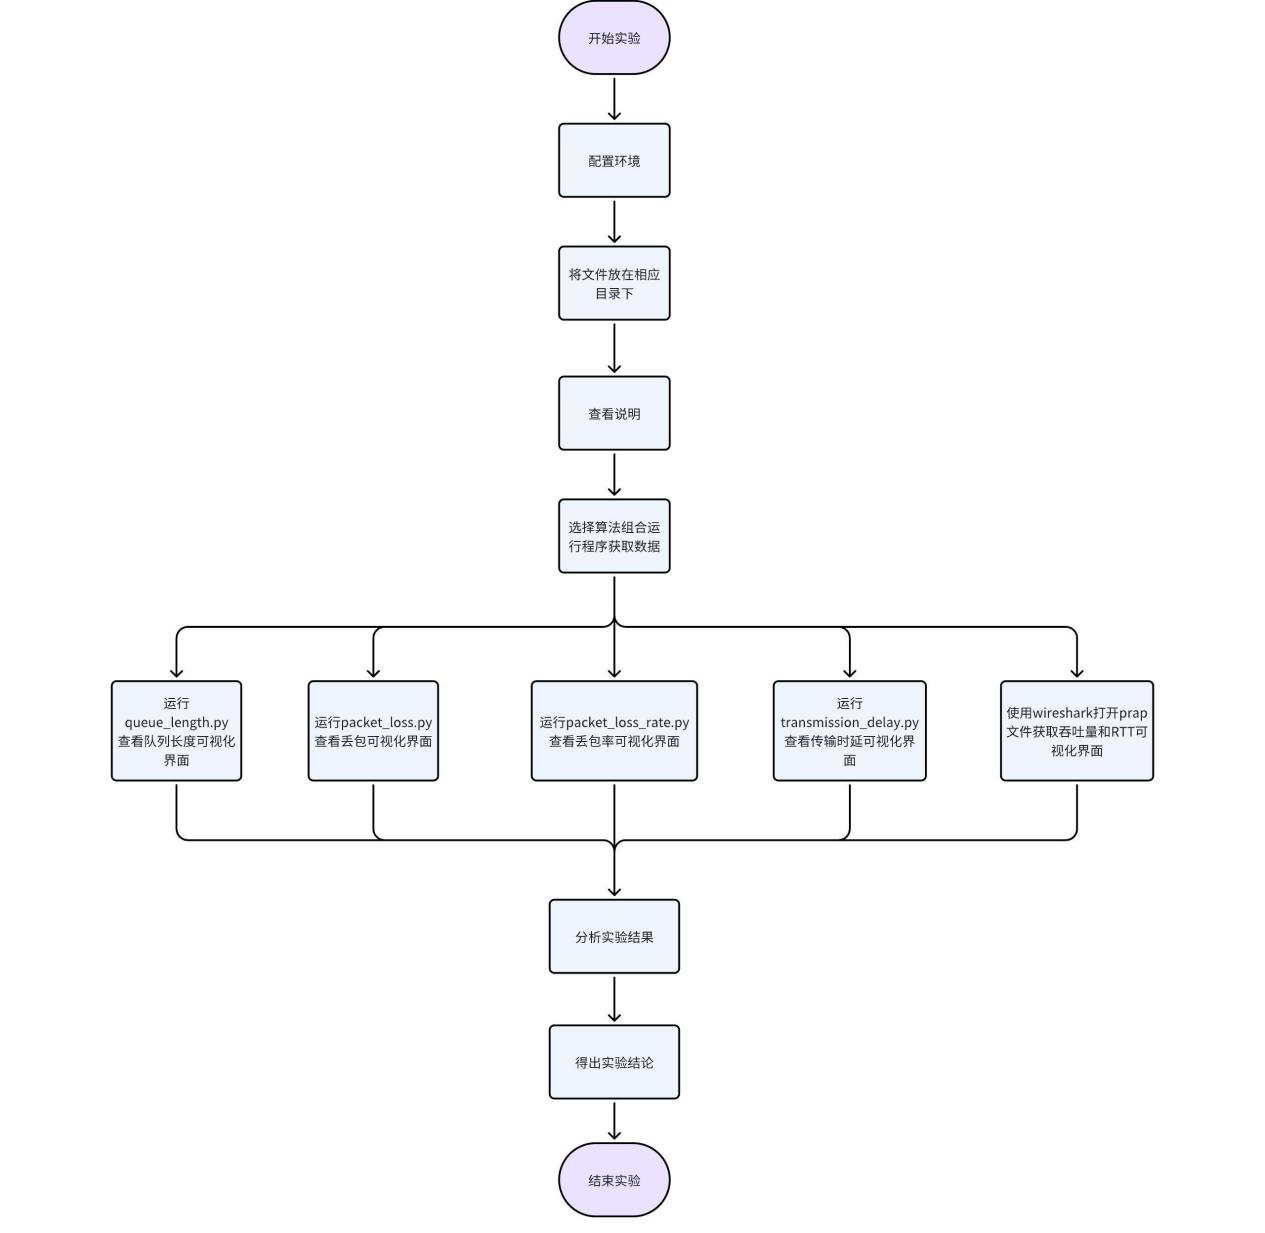 开始实验
配置环境
将文件放在相应
目录下
查看说明
选择算法组合运
行程序获取数据
运行
queue_length.py
查看队列长度可视化
界面
运行packet_loss.py
查看丢包可视化界面
运行packet_loss_rate.py
查看丢包率可视化界面
运行
transmission_delay.py
查看传输时延可视化界
面
使用wireshark打开prap
文件获取吞吐量和RTT可
视化界面
分析实验结果
得出实验结论
结束实验